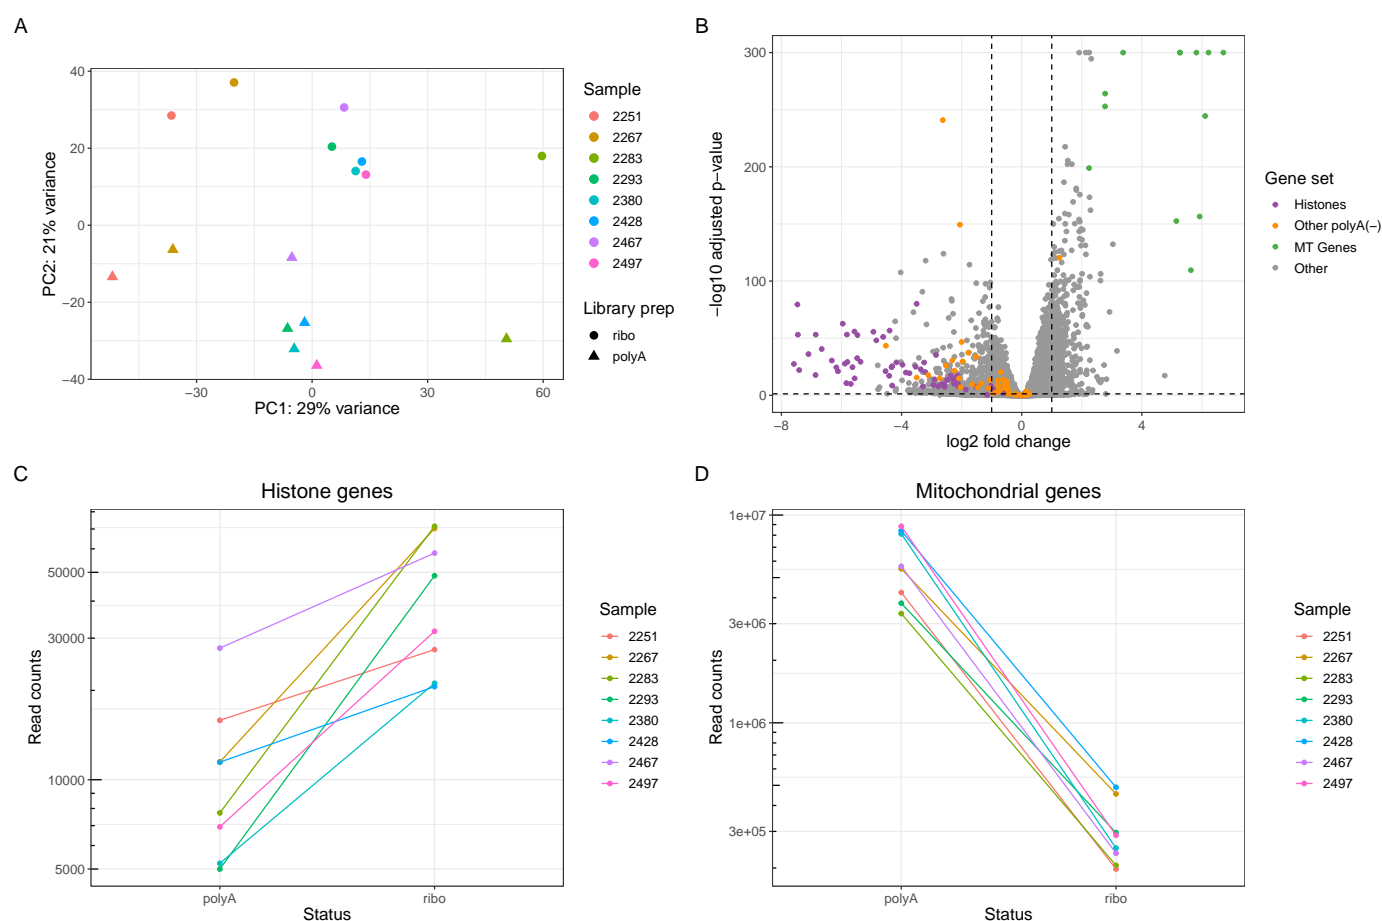 A
40
20
0
−20
−40
−30
0
30
60
PC2: 21% variance
PC1: 29% variance
Sample
2251
2267
2283
2293
2380
2428
2467
2497
Library prep
ribo
polyA
B
300
200
100
0
−8
−4
0
4
−log10 adjusted p−value
log2 fold change
Gene set
Histones
Other polyA(−)
MT Genes
Other
C
Histone genes
50000
30000
10000
5000
polyA
ribo
Read counts
Status
Sample
2251
2267
2283
2293
2380
2428
2467
2497
D
Mitochondrial genes
1e+07
3e+06
1e+06
3e+05
polyA
ribo
Read counts
Status
Sample
2251
2267
2283
2293
2380
2428
2467
2497